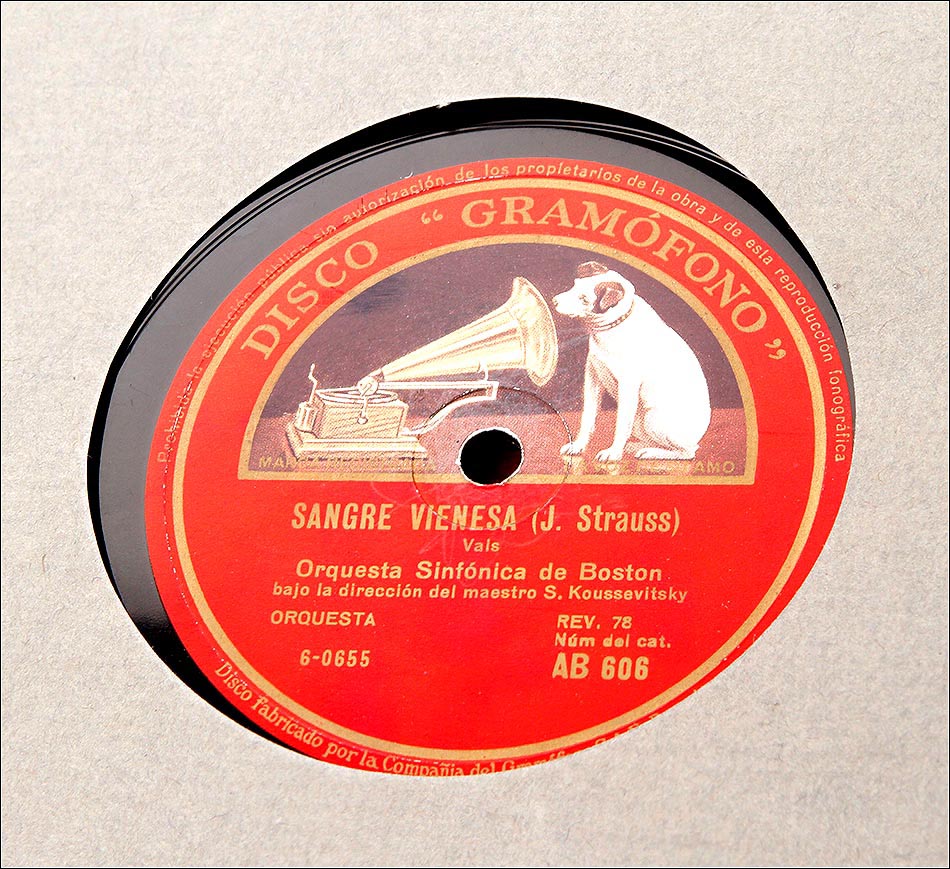 Prohibida la ejecución pública sin autorización de los propietarios de la obra y de esta reproducción fonográfica
DISCO “GRAMÓFONO”
SANGRE VIENESA (J. Strauss)
Vals
Orquesta Sinfónica de Boston
bajo la dirección del maestro S. Koussevitsky
ORQUESTA
REV. 78
Núm del cat.
6-0655
AB 606
Disco fabricado por la Compañia del